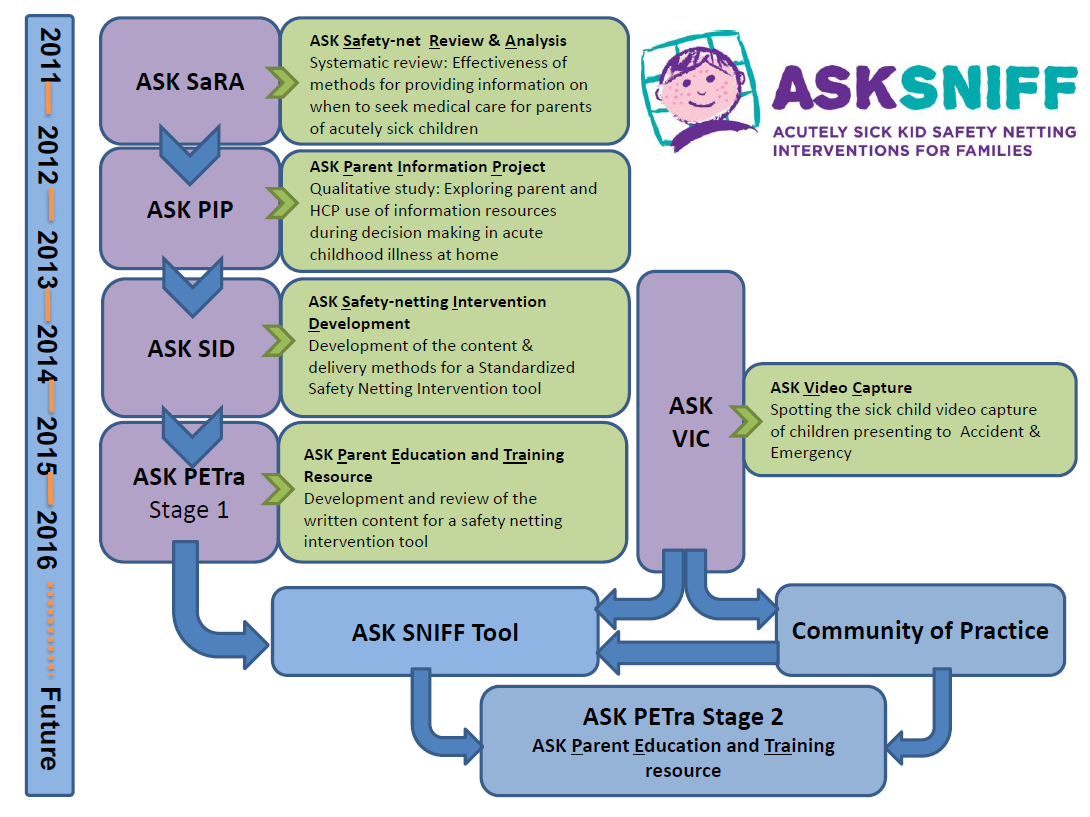 2011
2012
2013
2014
2015
2016
Future
ASK SaRA
ASK Safety-net Review & Analysis
Systematic review: Effectiveness of
methods for providing information on
when to seek medical care for parents
of acutely sick children
ASKSNIFF
ACUTELY SICK KID SAFETY NETTING
INTERVENTIONS FOR FAMILIES
ASK PIP
ASK Parent Information Project
Qualitative study: Exploring parent and
HCP use of information resources
during decision making in acute
childhood illness at home
ASK SID
ASK Safety-netting Intervention
Development
Development of the content &
delivery methods for a Standardized
Safety Netting Intervention tool
ASK
VIC
ASK Video Capture
Spotting the sick child video capture
of children presenting to Accident &
Emergency
ASK PETra
Stage 1
ASK Parent Education and Training
Resource
Development and review of the
written content for a safety netting
intervention tool
ASK SNIFF Tool
Community of Practice
ASK PETra Stage 2
ASK Parent Education and Training
resource